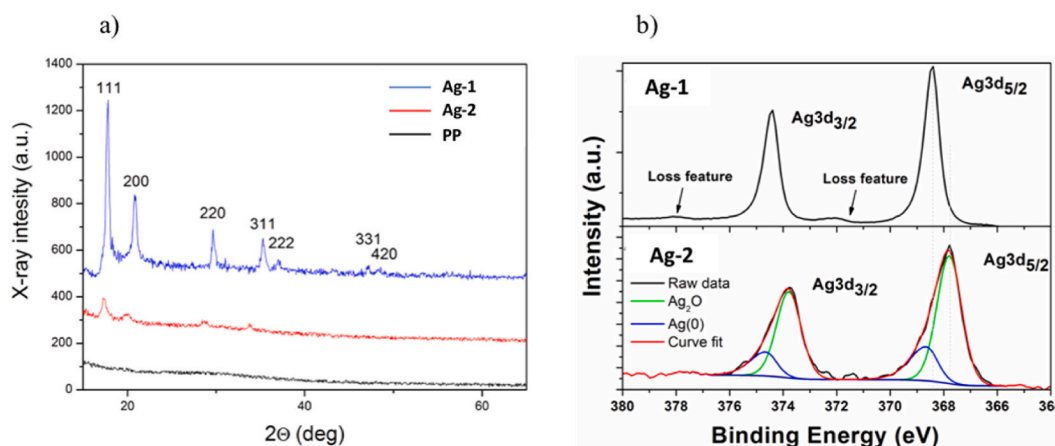 a)
b)
1400
1200
1000
800
600
400
200
0
X-ray intesity (a.u.)
111
200
220
311
222
331
420
Ag-1
Ag-2
PP
20
40
60
2Θ (deg)
Intensity (a.u.)
Ag-1
Ag3d5/2
Ag3d3/2
Loss feature
Loss feature
Ag-2
Raw data
Ag2O
Ag(0)
Curve fit
Ag3d3/2
Ag3d5/2
380 378 376 374 372 370 368 366 364
Binding Energy (eV)